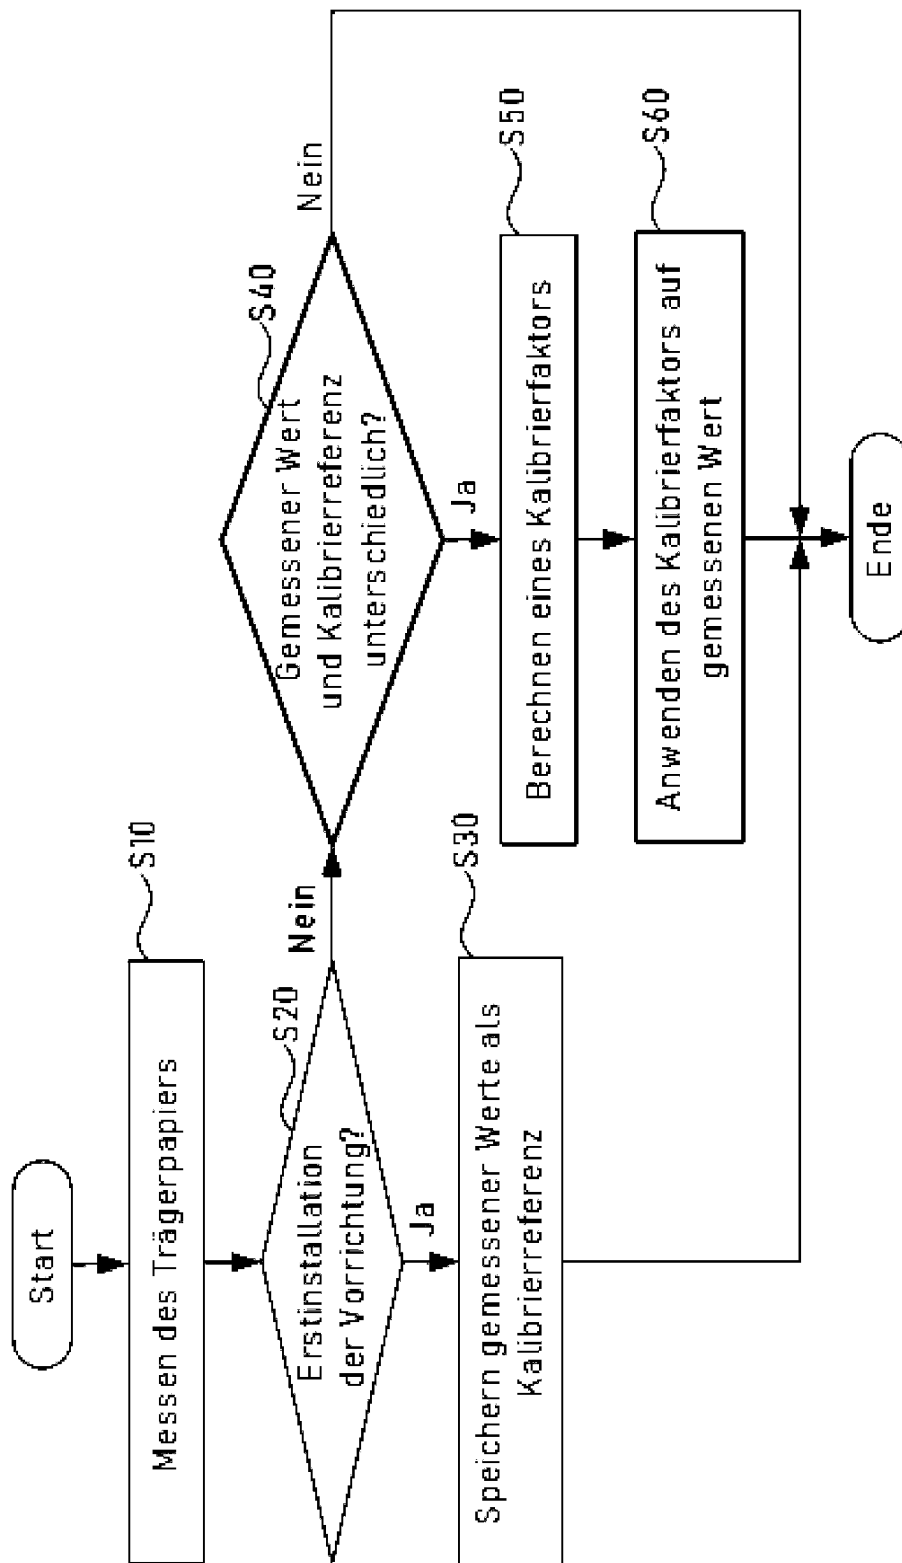 Start
Messen des Trägerpapiers
S10
Erstinstallation
der Vorrichtung?
S20
Nein
Ja
Speichern gemessener Werte als
Kalibrierreferenz
S30
Gemessener Wert
und Kalibrierreferenz
unterschiedlich?
S40
Nein
Ja
Berechnen eines Kalibrierfaktors
S50
Anwenden des Kalibrierfaktors auf
gemessenen Wert
S60
Ende